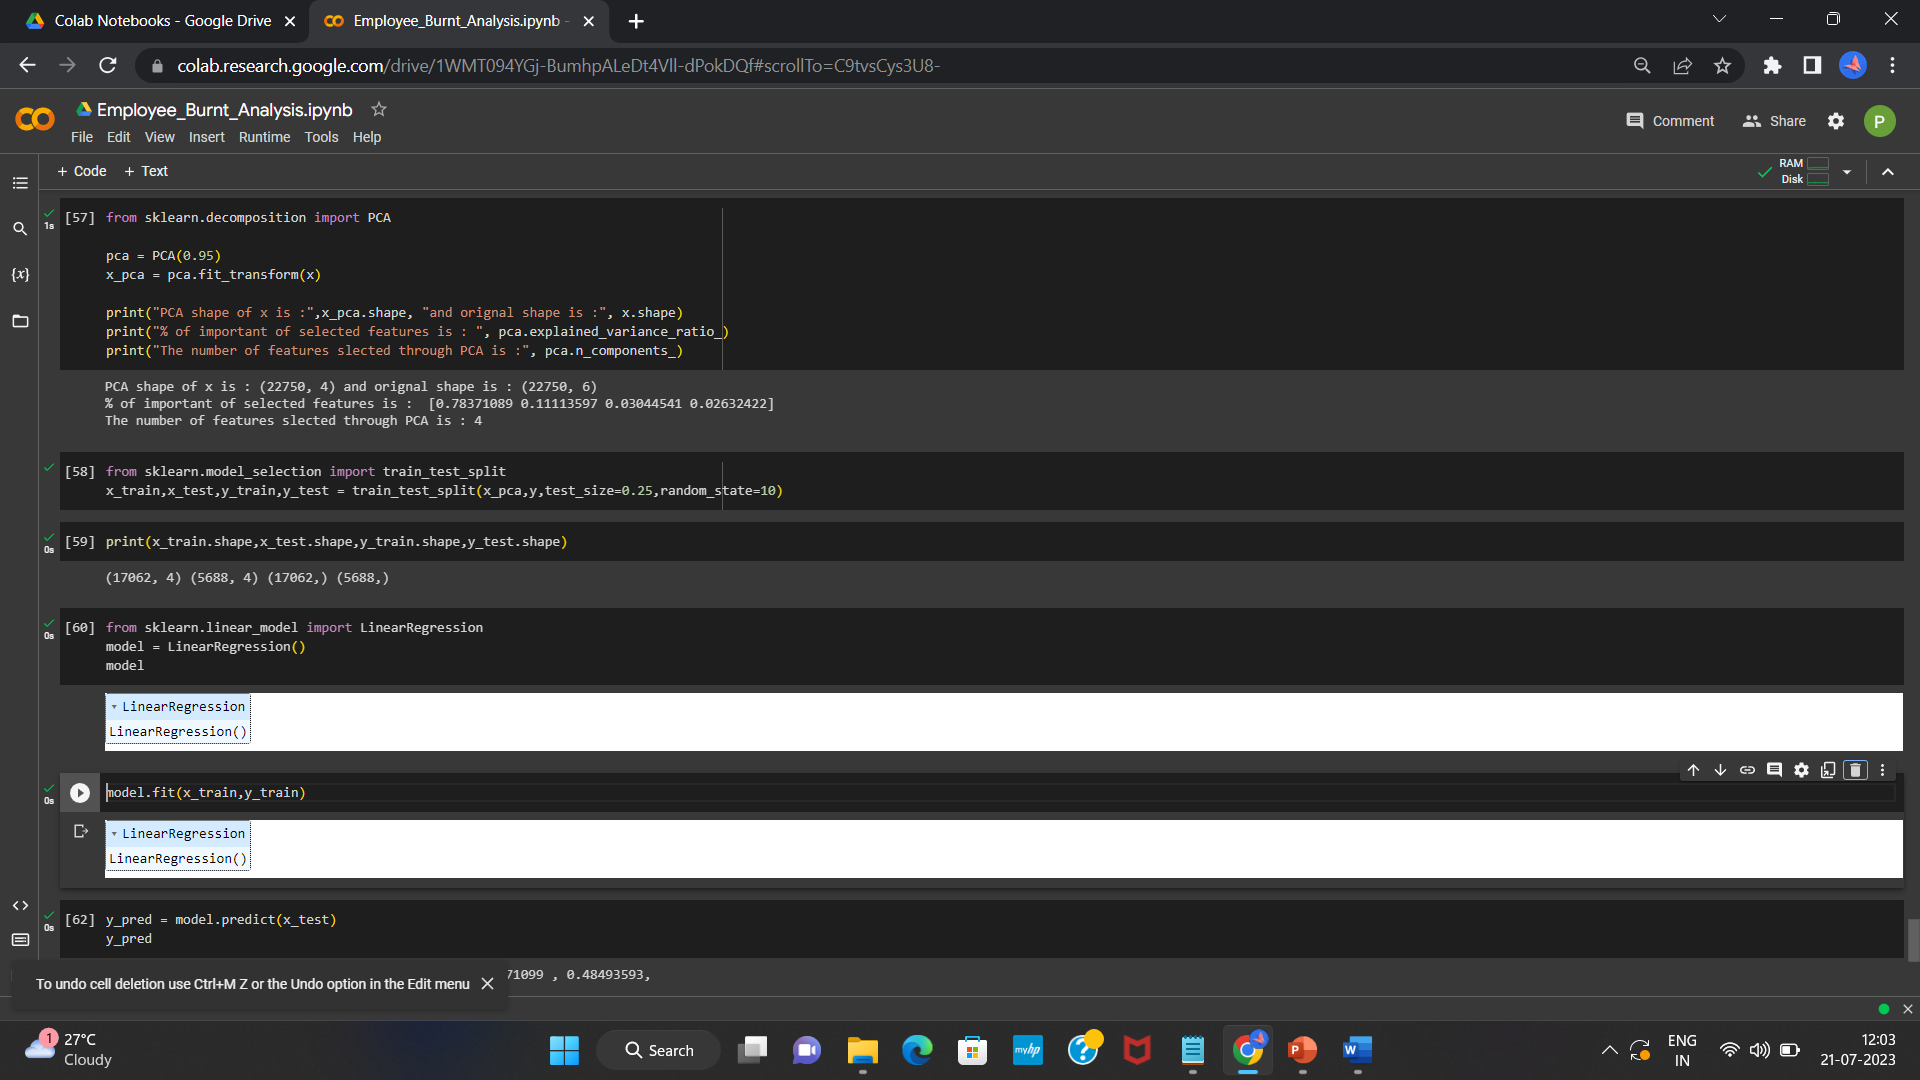 Colab Notebooks - Google Drive
Employee_Burnt_Analysis.ipynb -
colab.research.google.com/drive/1WMT094YGj-BumhpALeDt4Vll-dPokDQf#scrollTo=C9tvsCys3U8-
Employee_Burnt_Analysis.ipynb
Comment
Share
P
File Edit View Insert Runtime Tools Help
+ Code + Text
RAM
Disk
1s
[57] from sklearn.decomposition import PCA
pca = PCA(0.95)
x_pca = pca.fit_transform(x)
print("PCA shape of x is :",x_pca.shape, "and orignal shape is :", x.shape)
print("% of important of selected features is : ", pca.explained_variance_ratio_)
print("The number of features slected through PCA is :", pca.n_components_)
PCA shape of x is : (22750, 4) and orignal shape is : (22750, 6)
% of important of selected features is :  [0.78371089 0.11113597 0.03044541 0.02632422]
The number of features slected through PCA is : 4
[58] from sklearn.model_selection import train_test_split
x_train,x_test,y_train,y_test = train_test_split(x_pca,y,test_size=0.25,random_state=10)
0s
[59] print(x_train.shape,x_test.shape,y_train.shape,y_test.shape)
(17062, 4) (5688, 4) (17062,) (5688,)
0s
[60] from sklearn.linear_model import LinearRegression
model = LinearRegression()
model
LinearRegression
LinearRegression()
0s
model.fit(x_train,y_train)
LinearRegression
LinearRegression()
0s
[62] y_pred = model.predict(x_test)
y_pred
71099 , 0.48493593,
To undo cell deletion use Ctrl+M Z or the Undo option in the Edit menu
1
27°C
Cloudy
Search
myhp
P
W
ENG
IN
12:03
21-07-2023